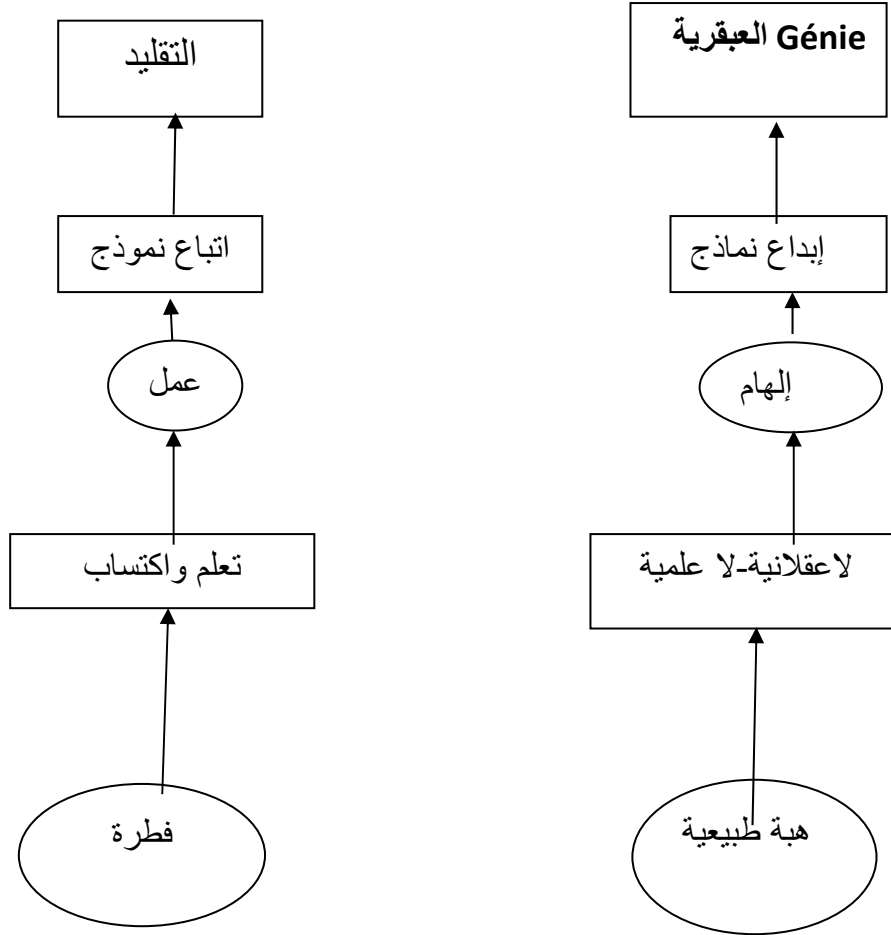 العبقرية Génie
التقليد
إبداع نماذج
اتباع نموذج
إلهام
عمل
لاعقلانية-لا علمية
تعلم واكتساب
هبة طبيعية
فطرة